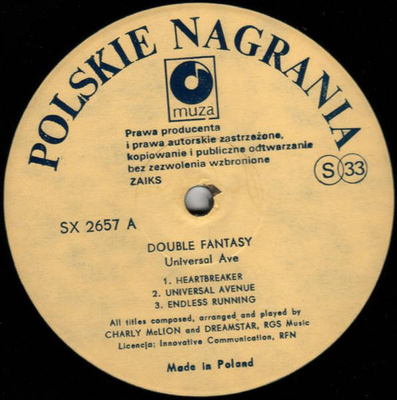 POLSKIE NAGRANIA
muza
Prawa producenta
i prawa autorskie zastrzeżone,
kopiowanie i publiczne odtwarzanie
bez zezwolenia wzbronione
ZAIKS
S 33
SX 2657 A
DOUBLE FANTASY
Universal Ave
1. HEARTBREAKER
2. UNIVERSAL AVENUE
3. ENDLESS RUNNING
All titles composed, arranged and played by
CHARLY McLION and DREAMSTAR, RGS Music
Licencja: Innovative Communication, RFN
Made in Poland